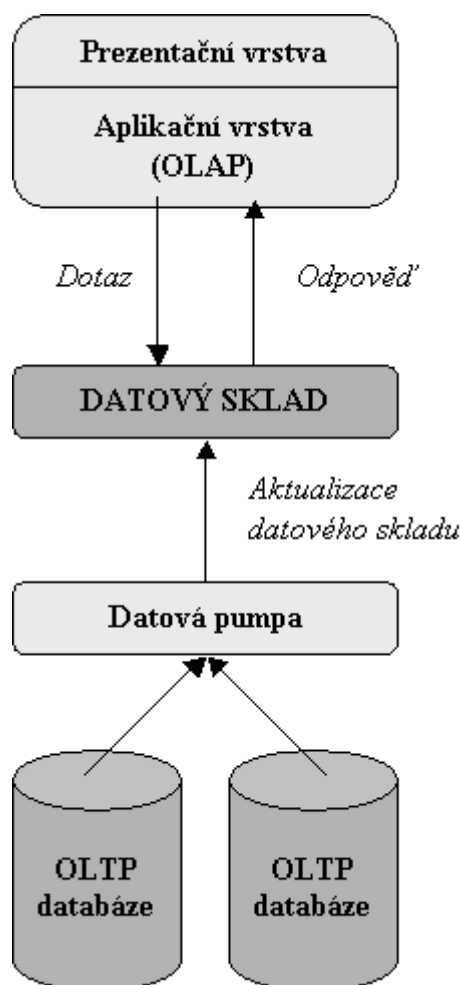 Prezentační vrstva
Aplikační vrstva
(OLAP)
Dotaz
Odpověď
DATOVÝ SKLAD
Aktualizace
datového skladu
Datová pumpa
OLTP
databáze
OLTP
databáze